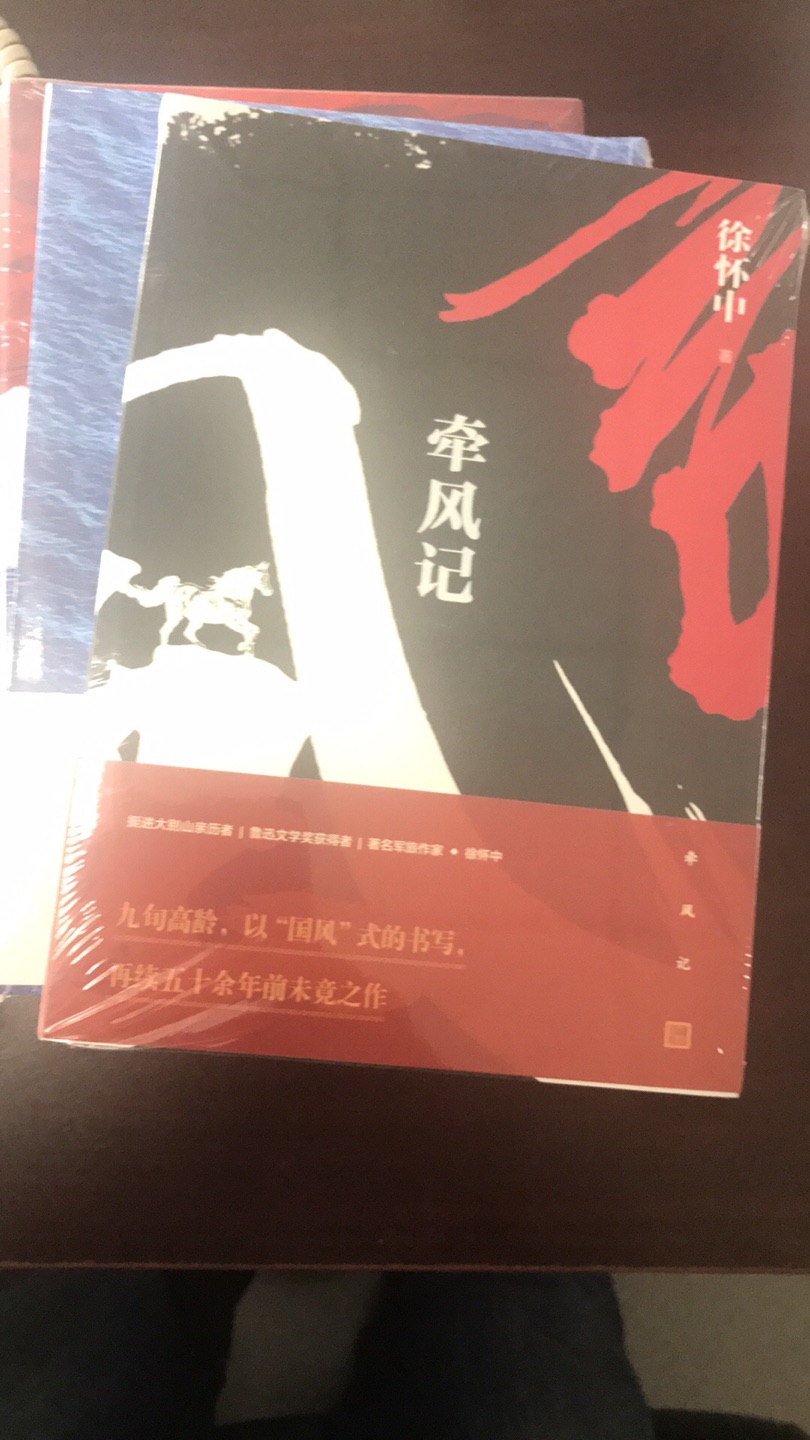 徐怀中
著
牵风记
挺进大别山亲历者 | 鲁迅文学奖获得者 | 著名军旅作家 ◆ 徐怀中
九旬高龄，以“国风”式的书写，
再续五十余年前未竟之作
牵风记